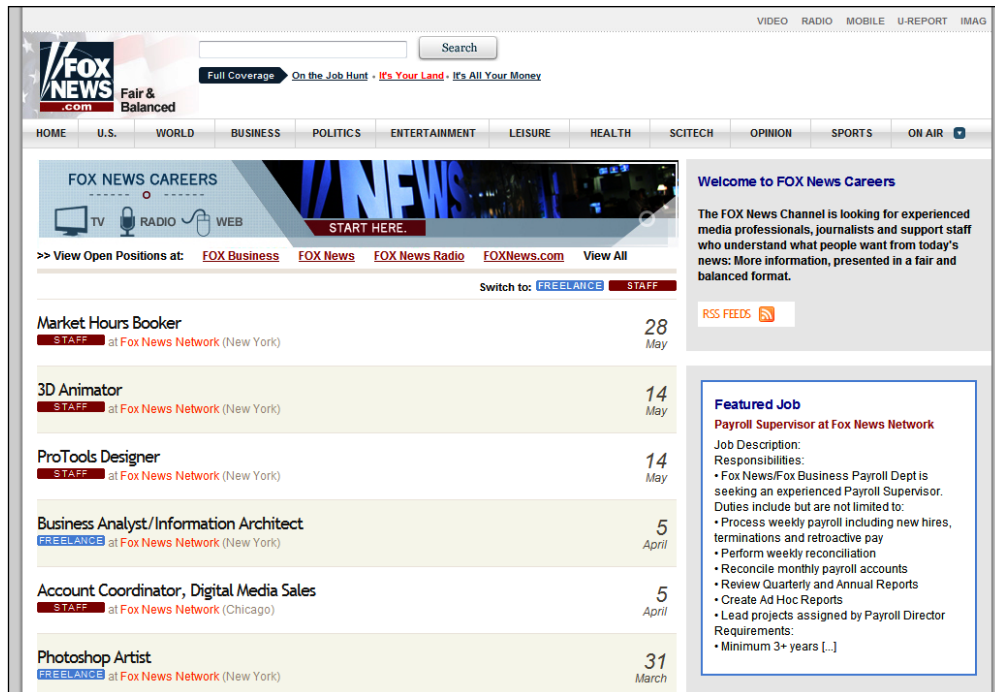 VIDEO RADIO MOBILE U-REPORT IMAG
FOX
NEWS
.com
Fair &
Balanced
Search
Full Coverage On the Job Hunt • It's Your Land • It's All Your Money
HOME U.S. WORLD BUSINESS POLITICS ENTERTAINMENT LEISURE HEALTH SCITECH OPINION SPORTS ON AIR
FOX NEWS CAREERS
TV RADIO WEB
NEWS
START HERE.
>> View Open Positions at: FOX Business FOX News FOX News Radio FOXNews.com View All
Switch to: FREELANCE STAFF
Market Hours Booker
STAFF at Fox News Network (New York)
28
May
3D Animator
STAFF at Fox News Network (New York)
14
May
ProTools Designer
STAFF at Fox News Network (New York)
14
May
Business Analyst/Information Architect
FREELANCE at Fox News Network (New York)
5
April
Account Coordinator, Digital Media Sales
STAFF at Fox News Network (Chicago)
5
April
Photoshop Artist
FREELANCE at Fox News Network (New York)
31
March
Welcome to FOX News Careers
The FOX News Channel is looking for experienced
media professionals, journalists and support staff
who understand what people want from today's
news: More information, presented in a fair and
balanced format.
RSS FEEDS
Featured Job
Payroll Supervisor at Fox News Network
Job Description:
Responsibilities:
• Fox News/Fox Business Payroll Dept is
seeking an experienced Payroll Supervisor.
Duties include but are not limited to:
• Process weekly payroll including new hires,
terminations and retroactive pay
• Perform weekly reconciliation
• Reconcile monthly payroll accounts
• Review Quarterly and Annual Reports
• Create Ad Hoc Reports
• Lead projects assigned by Payroll Director
Requirements:
• Minimum 3+ years [...]